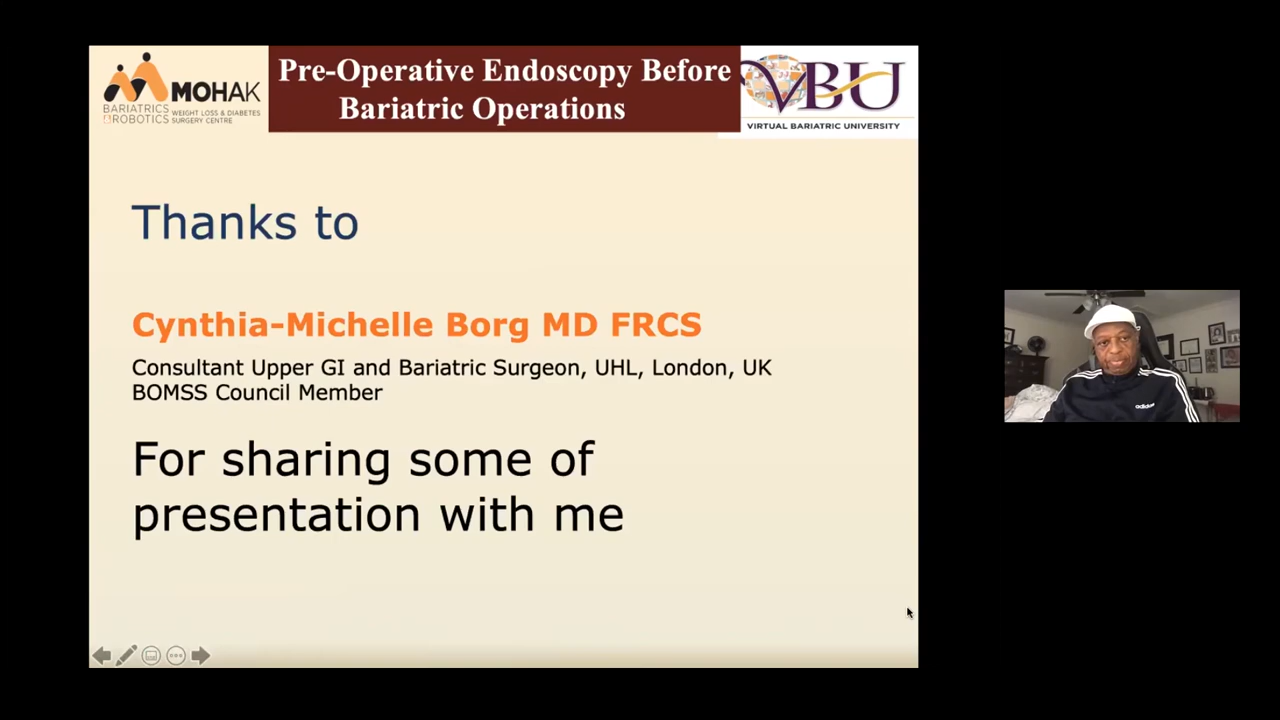 MOHAK
BARIATRICS
& ROBOTICS
WEIGHT LOSS & DIABETES
SURGERY CENTRE
Pre-Operative Endoscopy Before
Bariatric Operations
VBU
VIRTUAL BARIATRIC UNIVERSITY
Thanks to
Cynthia-Michelle Borg MD FRCS
Consultant Upper GI and Bariatric Surgeon, UHL, London, UK
BOMSS Council Member
For sharing some of
presentation with me
adidas